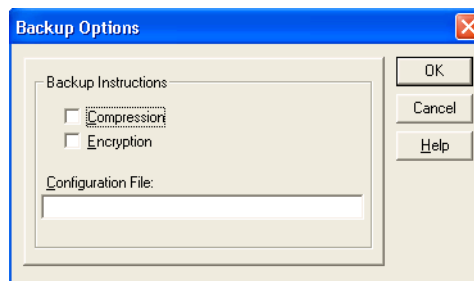 Backup Options
Backup Instructions
Compression
Encryption
Configuration File:
OK
Cancel
Help